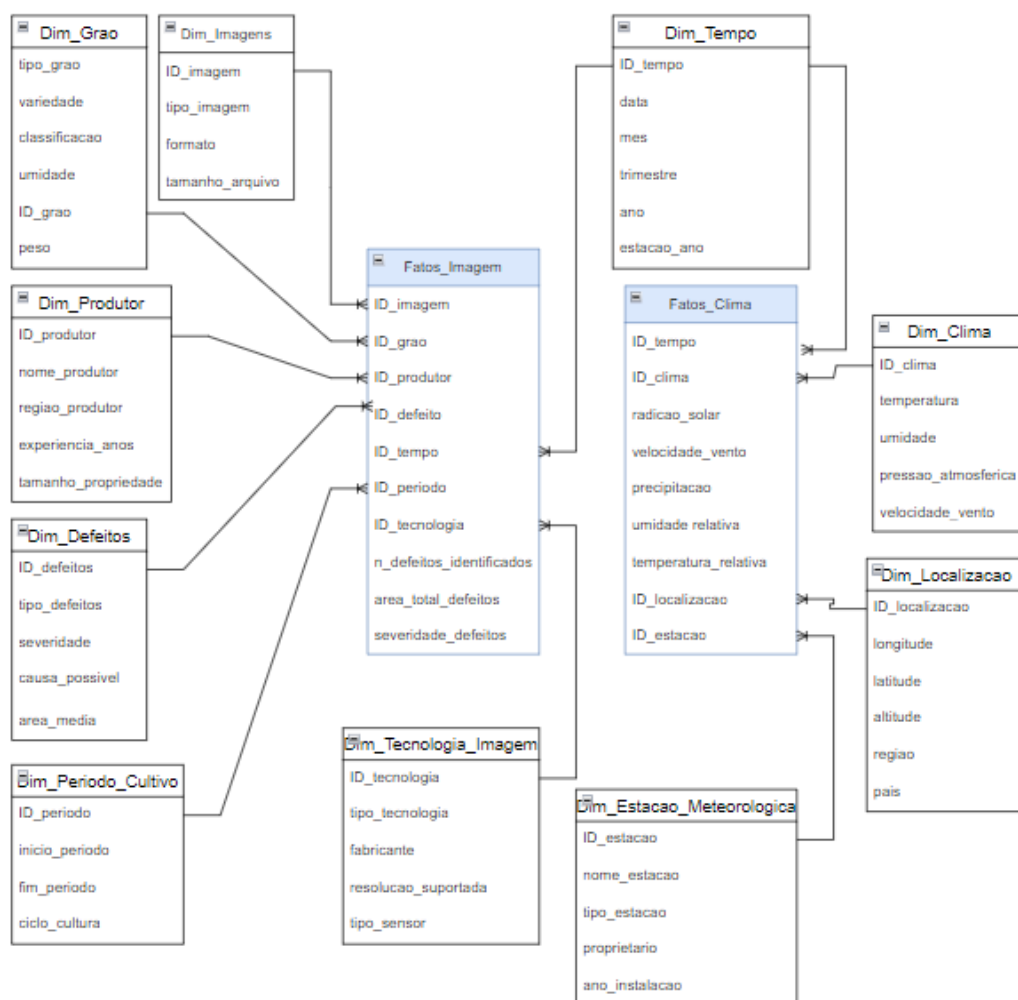 Dim_Grao
tipo_grao
variedade
classificacao
umidade
ID_grao
peso
Dim_Imagens
ID_imagem
tipo_imagem
formato
tamanho_arquivo
Dim_Tempo
ID_tempo
data
mes
trimestre
ano
estacao_ano
Dim_Produtor
ID_produtor
nome_produtor
regiao_produtor
experiencia_anos
tamanho_propriedade
Fatos_Imagem
ID_imagem
ID_grao
ID_produtor
ID_defeito
ID_tempo
ID_periodo
ID_tecnologia
n_defeitos_identificados
area_total_defeitos
severidade_defeitos
Fatos_Clima
ID_tempo
ID_clima
radicao_solar
velocidade_vento
precipitacao
umidade relativa
temperatura_relativa
ID_localizacao
ID_estacao
Dim_Clima
ID_clima
temperatura
umidade
pressao_atmosferica
velocidade_vento
Dim_Defeitos
ID_defeitos
tipo_defeitos
severidade
causa_possivel
area_media
Dim_Localizacao
ID_localizacao
longitude
latitude
altitude
regiao
pais
Dim_Periodo_Cultivo
ID_periodo
inicio_periodo
fim_periodo
ciclo_cultura
Dim_Tecnologia_Imagem
ID_tecnologia
tipo_tecnologia
fabricante
resolucao_suportada
tipo_sensor
Dim_Estacao_Meteorologica
ID_estacao
nome_estacao
tipo_estacao
proprietario
ano_instalacao